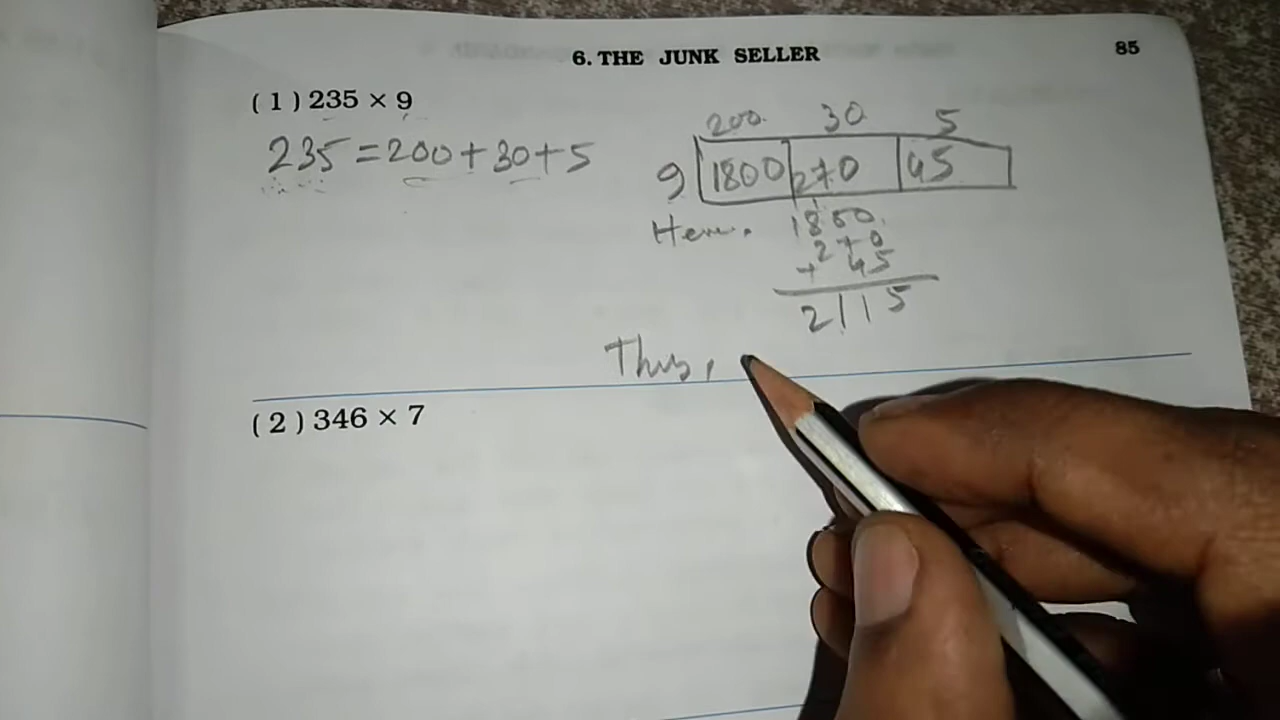 6. THE JUNK SELLER 85
( 1 ) 235 × 9
235 = 200 + 30 + 5
200 30 5
9 1800 270 45
Here. 1800
270
+ 45
2115
Thus,
( 2 ) 346 × 7